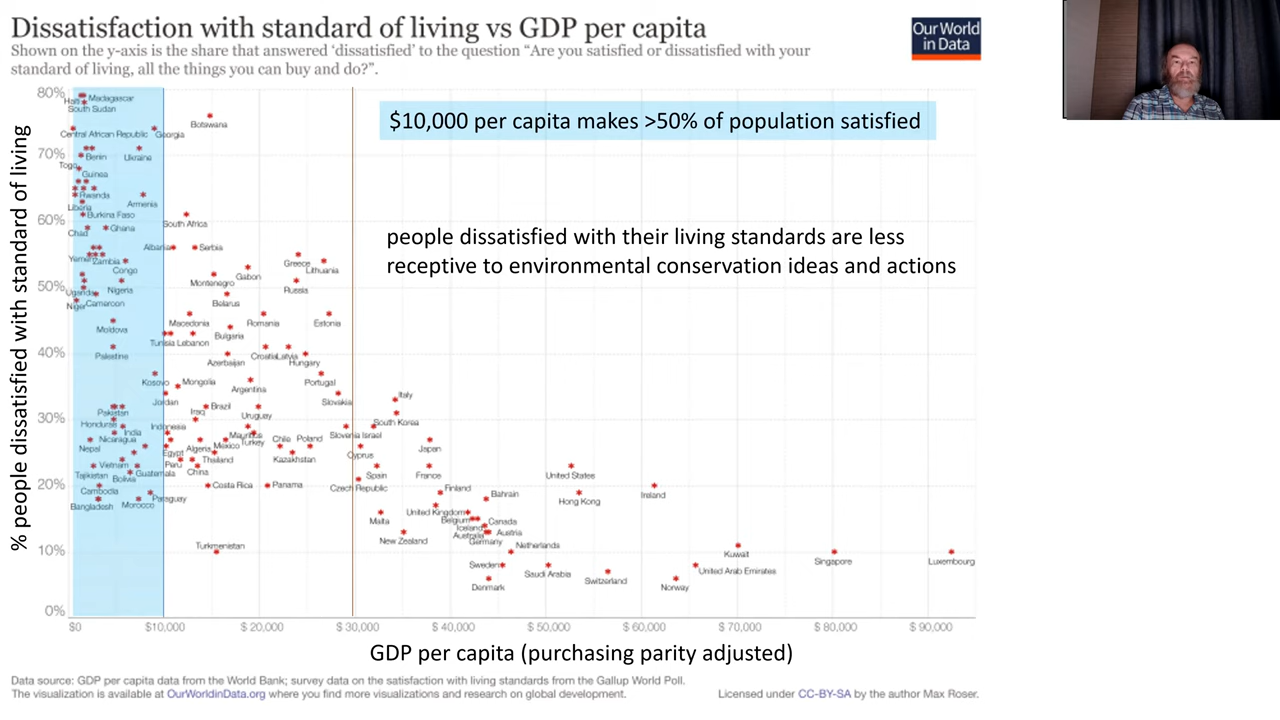 Dissatisfaction with standard of living vs GDP per capita
Shown on the y-axis is the share that answered 'dissatisfied' to the question "Are you satisfied or dissatisfied with your
standard of living, all the things you can buy and do?".
Our World
in Data
$10,000 per capita makes >50% of population satisfied
people dissatisfied with their living standards are less
receptive to environmental conservation ideas and actions
% people dissatisfied with standard of living
80%
70%
60%
50%
40%
30%
20%
10%
0%
Haiti
Madagascar
South Sudan
Botswana
Central African Republic
Georgia
Benin
Ukraine
Togo
Guinea
Rwanda
Armenia
Liberia
Burkina Faso
South Africa
Chad
Ghana
Albania
Serbia
Yemen
Zambia
Congo
Greece
Lithuania
Gabon
Montenegro
Russia
Uganda
Nigeria
Niger
Cameroon
Belarus
Moldova
Macedonia
Romania
Estonia
Tunisia
Lebanon
Bulgaria
Palestine
Azerbaijan
Croatia
Latvia
Hungary
Kosovo
Mongolia
Argentina
Portugal
Jordan
Slovakia
Italy
Pakistan
Iraq
Brazil
Uruguay
South Korea
Honduras
India
Indonesia
Mauritius
Turkey
Slovenia
Israel
Nicaragua
Nepal
Egypt
Algeria
Mexico
Chile
Poland
Cyprus
Japan
Vietnam
Peru
Thailand
Kazakhstan
Tajikistan
Bolivia
Guatemala
China
Spain
France
United States
Cambodia
Costa Rica
Panama
Czech Republic
Finland
Bahrain
Hong Kong
Ireland
Bangladesh
Morocco
Paraguay
Malta
United Kingdom
Belgium
Canada
Iceland
Australia
Austria
Germany
New Zealand
Turkmenistan
Netherlands
Kuwait
Singapore
Luxembourg
Sweden
Saudi Arabia
Switzerland
United Arab Emirates
Denmark
Norway
$0
$10,000
$ 20,000
$ 30,000
$ 40,000
$ 50,000
$ 60,000
$ 70,000
$ 80,000
$ 90,000
GDP per capita (purchasing parity adjusted)
Data source: GDP per capita data from the World Bank; survey data on the satisfaction with living standards from the Gallup World Poll.
The visualization is available at OurWorldinData.org where you find more visualizations and research on global development.
Licensed under CC-BY-SA by the author Max Roser.